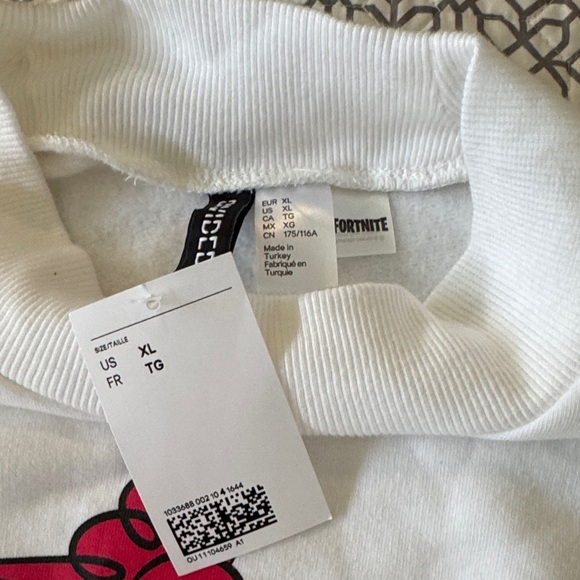 EUR XL
US XL
CA TG
MX XG
CN 175/116A
Made in
Turkey
Fabriqué en
Turquie
FORTNITE
SIZE/TAILLE
US XL
FR TG
1033688 002 10 4 1644
OU11104659 A1